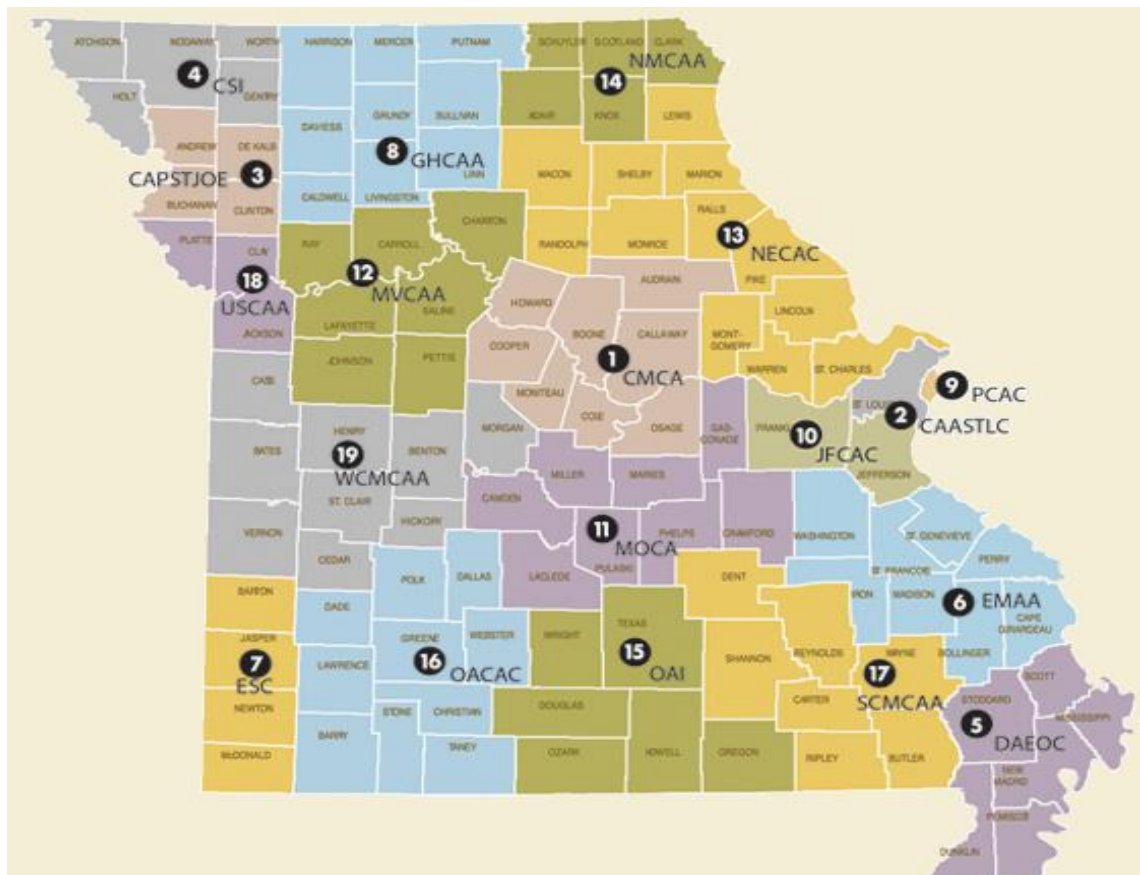 ATCHISON
NODAWAY
WORTH
HARRISON
MERCER
PUTNAM
SCHUYLER
SCOTLAND
CLARK
4
CSI
14
NMCAA
HOLT
GENTRY
DAVIESS
GRUNDY
SULLIVAN
ADAIR
KNOX
LEWIS
ANDREW
DE KALB
8
GHCAA
LINN
CAPSTJOE
3
MACON
SHELBY
MARION
BUCHANAN
CLINTON
CALDWELL
LIVINGSTON
CHARITON
RALLS
PLATTE
CLAY
RAY
CARROLL
RANDOLPH
MONROE
13
NECAC
18
USCAA
12
MVCAA
AUDRAIN
PIKE
JACKSON
LAFAYETTE
SALINE
HOWARD
BOONE
CALLAWAY
MONT-
GOMERY
LINCOLN
COOPER
1
CMCA
WARREN
ST. CHARLES
JOHNSON
PETTIS
CASS
MONITEAU
COLE
OSAGE
GAS-
CONADE
FRANKL
ST. LOUIS
9
PCAC
2
CAASTLC
10
JFCAC
HENRY
MORGAN
BATES
19
WCMCAA
BENTON
MILLER
MARIES
JEFFERSON
ST. CLAIR
CAMDEN
HICKORY
VERNON
11
MOCA
PHELPS
CRAWFORD
WASHINGTON
ST. GENEVIEVE
PERRY
CEDAR
PULASKI
LACLEDE
DENT
ST. FRANCOIS
BARTON
POLK
DALLAS
IRON
MADISON
6
EMAA
DADE
CAPE
GIRARDEAU
JASPER
7
ESC
GREENE
WEBSTER
WRIGHT
TEXAS
15
OAI
SHANNON
REYNOLDS
WAYNE
BOLLINGER
LAWRENCE
16
OACAC
17
SCMCAA
SCOTT
NEWTON
STONE
CHRISTIAN
DOUGLAS
CARTER
STODDARD
MISSISSIPPI
5
DAEOC
BARRY
TANEY
OZARK
HOWELL
OREGON
RIPLEY
BUTLER
McDONALD
NEW
MADRID
PEMISCOT
DUNKLIN